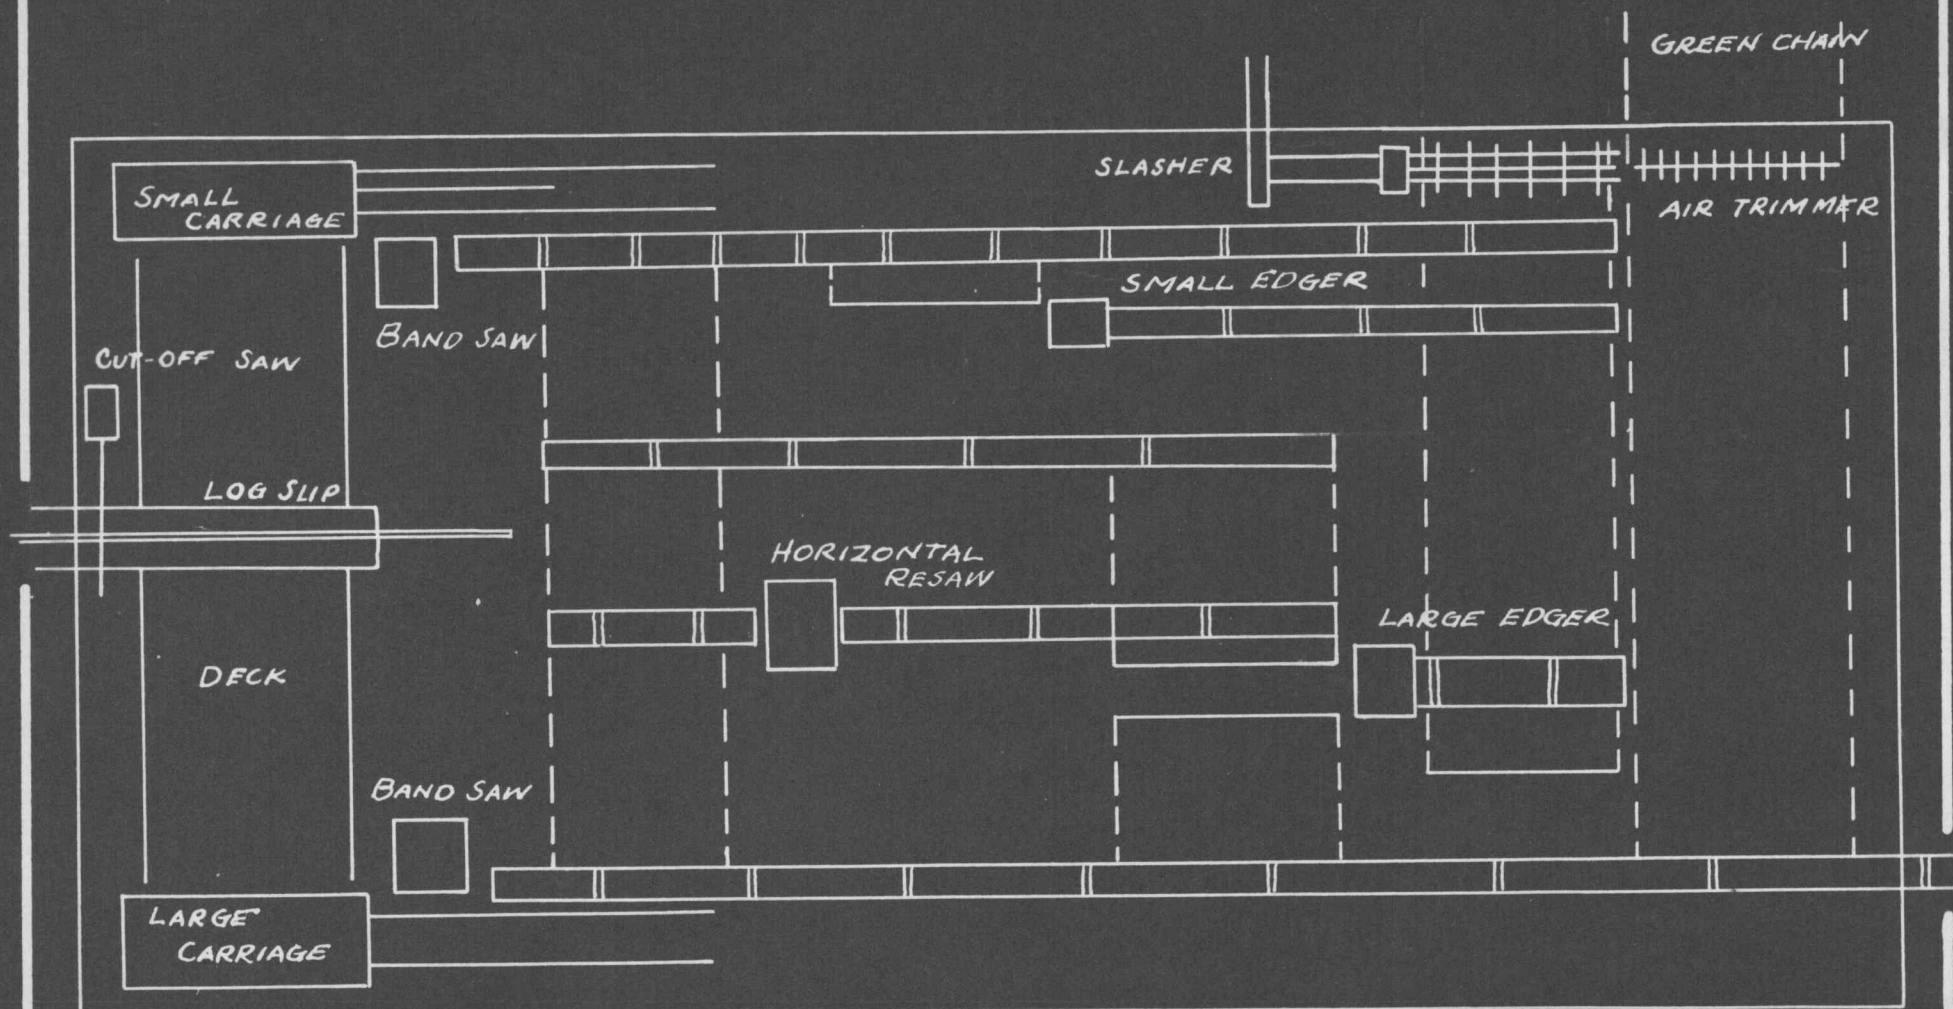 GREEN CHAIN
SLASHER
AIR TRIMMER
SMALL
CARRIAGE
SMALL EDGER
BAND SAW
CUT-OFF SAW
LOG SLIP
HORIZONTAL
RESAW
LARGE EDGER
DECK
BAND SAW
LARGE
CARRIAGE